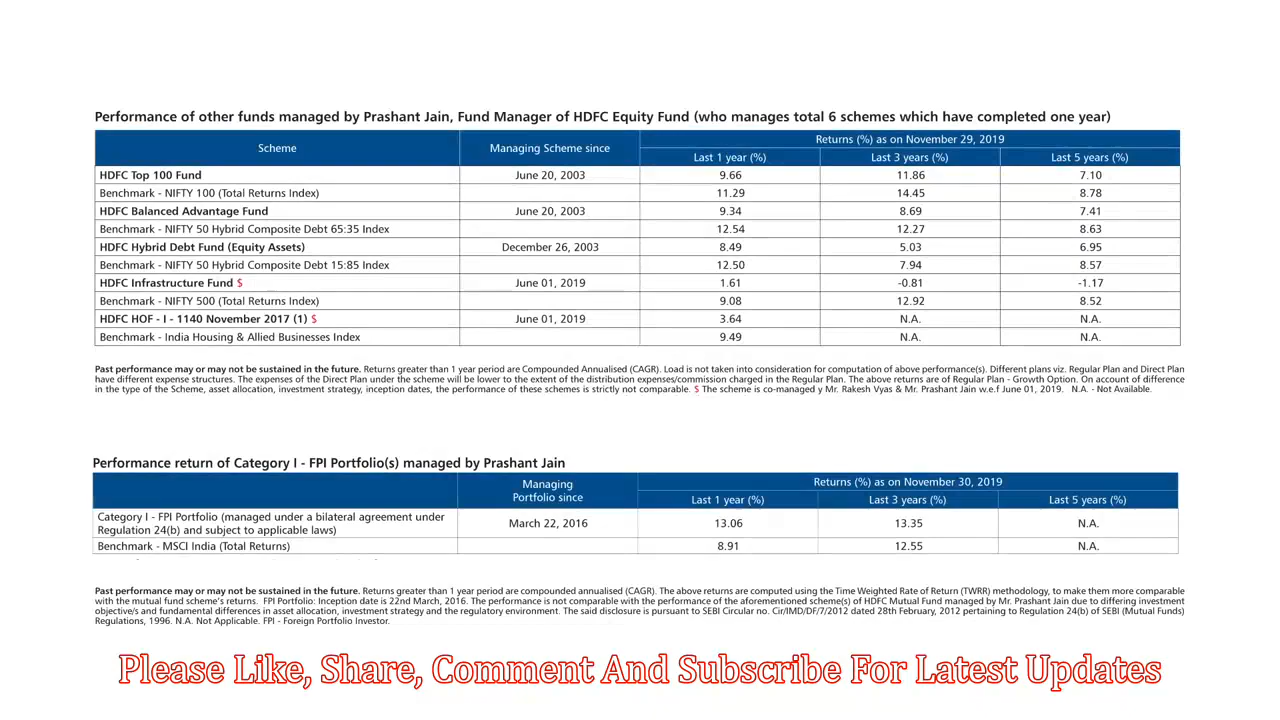 Performance of other funds managed by Prashant Jain, Fund Manager of HDFC Equity Fund (who manages total 6 schemes which have completed one year)
Scheme Managing Scheme since Returns (%) as on November 29, 2019
Last 1 year (%) Last 3 years (%) Last 5 years (%)
HDFC Top 100 Fund June 20, 2003 9.66 11.86 7.10
Benchmark - NIFTY 100 (Total Returns Index) 11.29 14.45 8.78
HDFC Balanced Advantage Fund June 20, 2003 9.34 8.69 7.41
Benchmark - NIFTY 50 Hybrid Composite Debt 65:35 Index 12.54 12.27 8.63
HDFC Hybrid Debt Fund (Equity Assets) December 26, 2003 8.49 5.03 6.95
Benchmark - NIFTY 50 Hybrid Composite Debt 15:85 Index 12.50 7.94 8.57
HDFC Infrastructure Fund $ June 01, 2019 1.61 -0.81 -1.17
Benchmark - NIFTY 500 (Total Returns Index) 9.08 12.92 8.52
HDFC HOF - I - 1140 November 2017 (1) $ June 01, 2019 3.64 N.A. N.A.
Benchmark - India Housing & Allied Businesses Index 9.49 N.A. N.A.
Past performance may or may not be sustained in the future. Returns greater than 1 year period are Compounded Annualised (CAGR). Load is not taken into consideration for computation of above performance(s). Different plans viz. Regular Plan and Direct Plan
have different expense structures. The expenses of the Direct Plan under the scheme will be lower to the extent of the distribution expenses/commission charged in the Regular Plan. The above returns are of Regular Plan - Growth Option. On account of difference
in the type of the Scheme, asset allocation, investment strategy, inception dates, the performance of these schemes is strictly not comparable. $ The scheme is co-managed y Mr. Rakesh Vyas & Mr. Prashant Jain w.e.f June 01, 2019. N.A. - Not Available.
Performance return of Category I - FPI Portfolio(s) managed by Prashant Jain
Managing Returns (%) as on November 30, 2019
Portfolio since Last 1 year (%) Last 3 years (%) Last 5 years (%)
Category I - FPI Portfolio (managed under a bilateral agreement under
Regulation 24(b) and subject to applicable laws) March 22, 2016 13.06 13.35 N.A.
Benchmark - MSCI India (Total Returns) 8.91 12.55 N.A.
Past performance may or may not be sustained in the future. Returns greater than 1 year period are compounded annualised (CAGR). The above returns are computed using the Time Weighted Rate of Return (TWRR) methodology, to make them more comparable
with the mutual fund scheme's returns. FPI Portfolio: Inception date is 22nd March, 2016. The performance is not comparable with the performance of the aforementioned scheme(s) of HDFC Mutual Fund managed by Mr. Prashant Jain due to differing investment
objective/s and fundamental differences in asset allocation, investment strategy and the regulatory environment. The said disclosure is pursuant to SEBI Circular no. Cir/IMD/DF/7/2012 dated 28th February, 2012 pertaining to Regulation 24(b) of SEBI (Mutual Funds)
Regulations, 1996. N.A. Not Applicable. FPI - Foreign Portfolio Investor.
Please Like, Share, Comment And Subscribe For Latest Updates